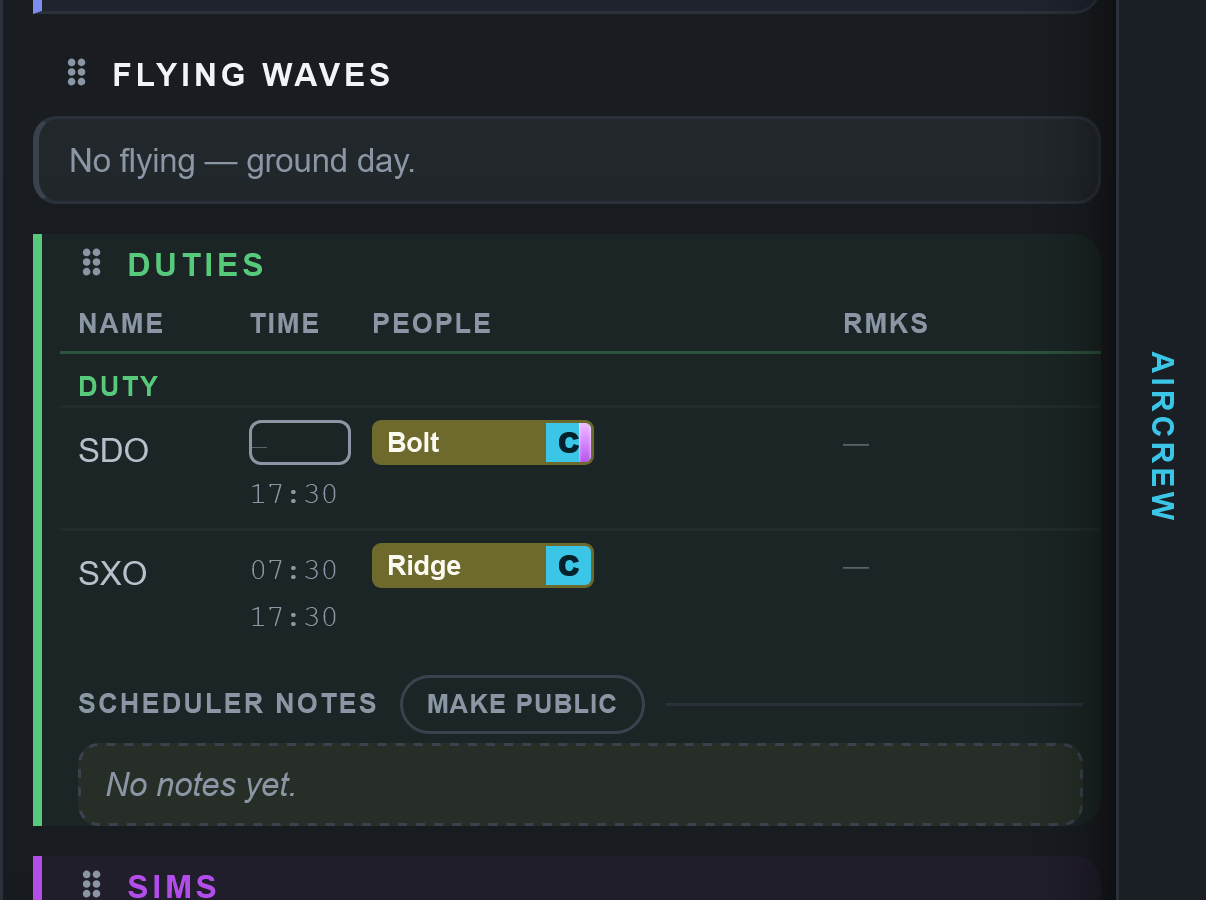 FLYING WAVES
No flying — ground day.
DUTIES
NAME TIME PEOPLE RMKS
DUTY
SDO — Bolt C —
17:30
SXO 07:30 Ridge C —
17:30
SCHEDULER NOTES MAKE PUBLIC
No notes yet.
SIMS
AIRCREW